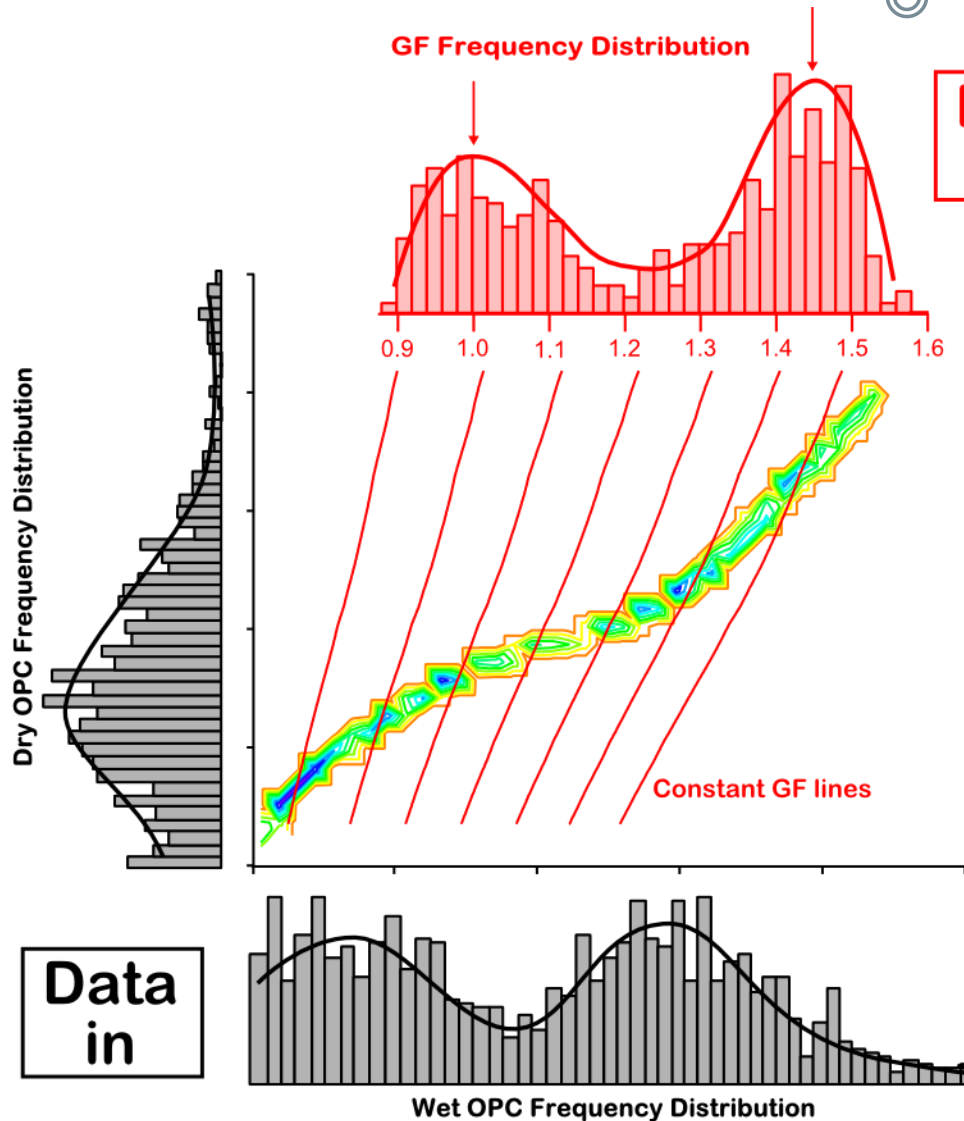 GF Frequency Distribution
0.9 1.0 1.1 1.2 1.3 1.4 1.5 1.6
Dry OPC Frequency Distribution
Constant GF lines
Data
in
Wet OPC Frequency Distribution